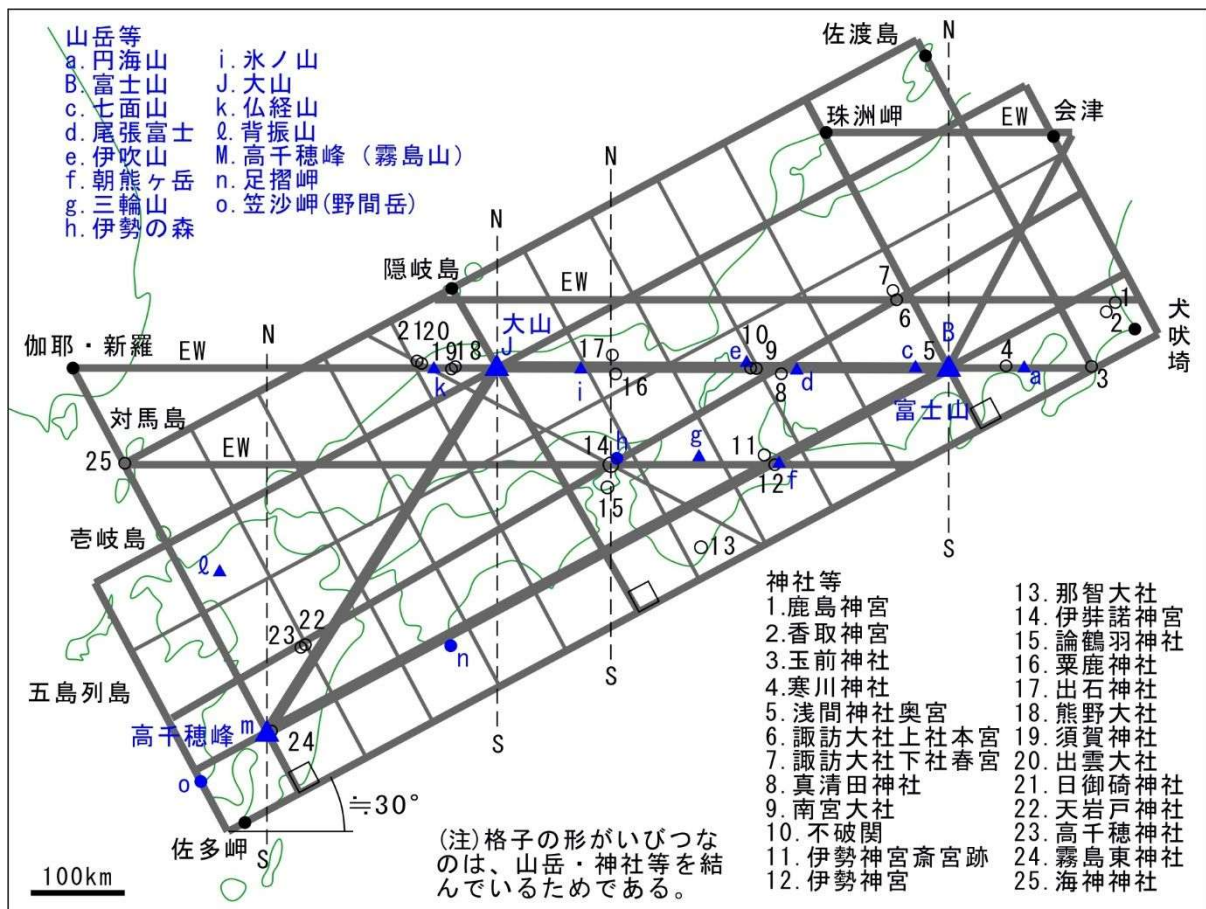 山岳等
a.円海山
B.富士山
c.七面山
d.尾張富士
e.伊吹山
f.朝熊ヶ岳
g.三輪山
h.伊勢の森
i.氷ノ山
J.大山
k.仏経山
ℓ.背振山
M.高千穂峰（霧島山）
n.足摺岬
o.笠沙岬(野間岳)
佐渡島
N
珠洲岬
EW
会津
N
N
隠岐島
EW
7
6
1
2
犬吠埼
伽耶・新羅
EW
N
21 20
19 18
大山
J
17
16
k
i
e
10
9
8
d
c
5
B
4
a
3
富士山
対馬島
25
EW
14
h
g
11
12
f
15
13
壱岐島
ℓ
S
22
23
n
S
五島列島
高千穂峰
m
24
S
o
≒30°
佐多岬
S
100km
(注)格子の形がいびつな
のは、山岳・神社等を結
んでいるためである。
神社等
1.鹿島神宮
2.香取神宮
3.玉前神社
4.寒川神社
5.浅間神社奥宮
6.諏訪大社上社本宮
7.諏訪大社下社春宮
8.真清田神社
9.南宮大社
10.不破関
11.伊勢神宮斎宮跡
12.伊勢神宮
13.那智大社
14.伊弉諾神宮
15.論鶴羽神社
16.粟鹿神社
17.出石神社
18.熊野大社
19.須賀神社
20.出雲大社
21.日御碕神社
22.天岩戸神社
23.高千穂神社
24.霧島東神社
25.海神神社